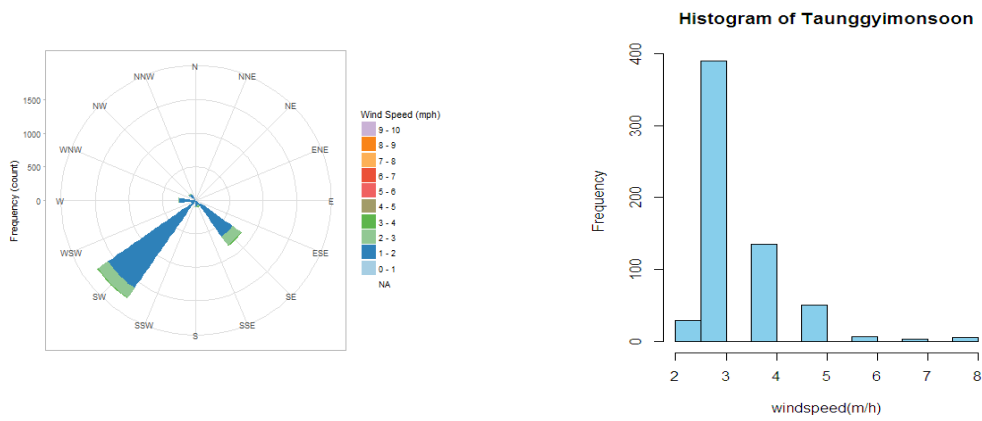 N
NNW
NNE
NW
NE
WNW
ENE
W
E
WSW
ESE
SW
SE
SSW
SSE
S
1500
1000
500
0
Frequency (count)
Wind Speed (mph)
9 - 10
8 - 9
7 - 8
6 - 7
5 - 6
4 - 5
3 - 4
2 - 3
1 - 2
0 - 1
NA
Histogram of Taunggyimonsoon
Frequency
400
300
200
100
0
2 3 4 5 6 7 8
windspeed(m/h)